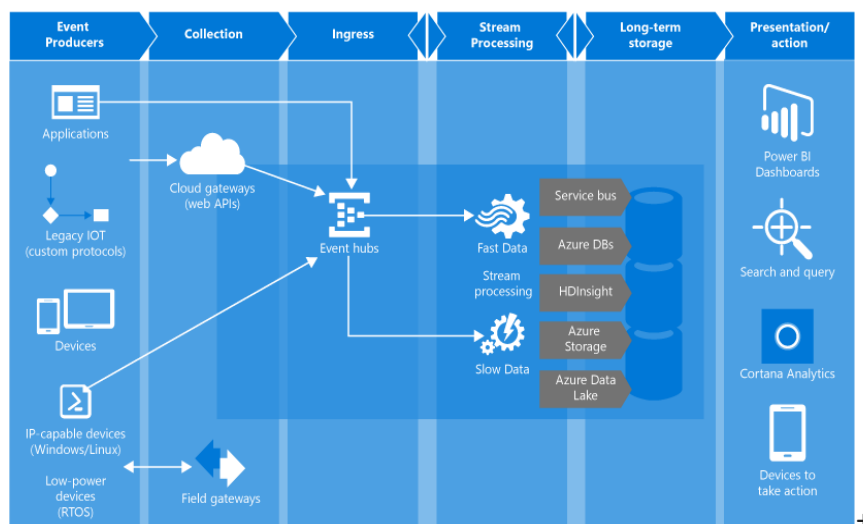 Event
Producers
Collection
Ingress
Stream
Processing
Long-term
storage
Presentation/
action
Applications
Legacy IOT
(custom protocols)
Devices
IP-capable devices
(Windows/Linux)
Low-power
devices
(RTOS)
Cloud gateways
(web APIs)
Field gateways
Event hubs
Fast Data
Stream
processing
Slow Data
Service bus
Azure DBs
HDInsight
Azure
Storage
Azure Data
Lake
Power BI
Dashboards
Search and query
Cortana Analytics
Devices to
take action